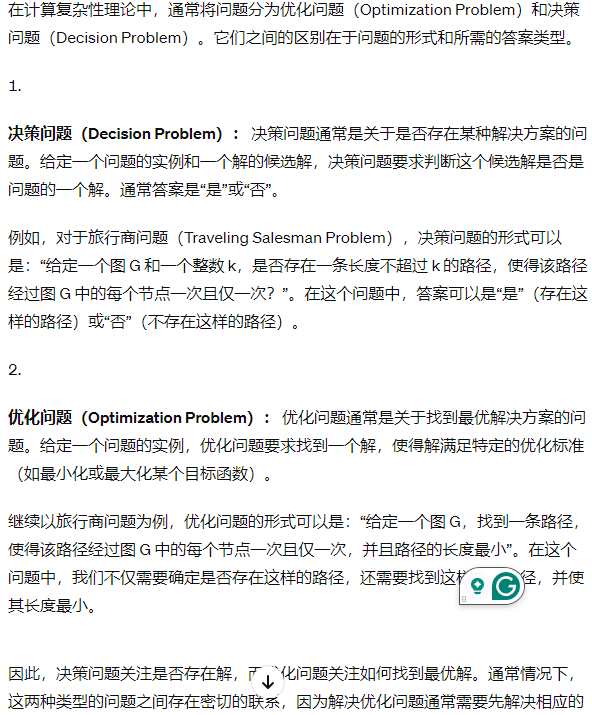 在计算复杂性理论中，通常将问题分为优化问题（Optimization Problem）和决策
问题（Decision Problem）。它们之间的区别在于问题的形式和所需的答案类型。
1.
决策问题（Decision Problem）： 决策问题通常是关于是否存在某种解决方案的问
题。给定一个问题的实例和一个解的候选解，决策问题要求判断这个候选解是否是
问题的一个解。通常答案是“是”或“否”。
例如，对于旅行商问题（Traveling Salesman Problem），决策问题的形式可以
是：“给定一个图 G 和一个整数 k，是否存在一条长度不超过 k 的路径，使得该路径
经过图 G 中的每个节点一次且仅一次？”。在这个问题中，答案可以是“是”（存在这
样的路径）或“否”（不存在这样的路径）。
2.
优化问题（Optimization Problem）： 优化问题通常是关于找到最优解决方案的问
题。给定一个问题的实例，优化问题要求找到一个解，使得解满足特定的优化标准
（如最小化或最大化某个目标函数）。
继续以旅行商问题为例，优化问题的形式可以是：“给定一个图 G，找到一条路径，
使得该路径经过图 G 中的每个节点一次且仅一次，并且路径的长度最小”。在这个
问题中，我们不仅需要确定是否存在这样的路径，还需要找到这 径，并使
其长度最小。
因此，决策问题关注是否存在解， 化问题关注如何找到最优解。通常情况下，
这两种类型的问题之间存在密切的联系，因为解决优化问题通常需要先解决相应的